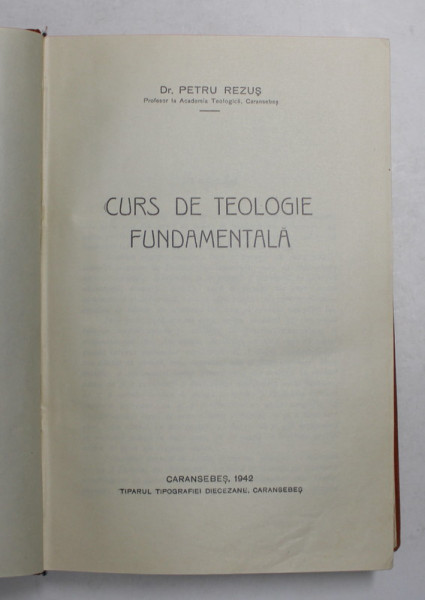 Dr. PETRU REZUŞ
Profesor la Academia Teologică, Caransebeş
CURS DE TEOLOGIE
FUNDAMENTALĂ
CARANSEBEŞ, 1942
TIPARUL TIPOGRAFIEI DIECEZANE, CARANSEBEŞ